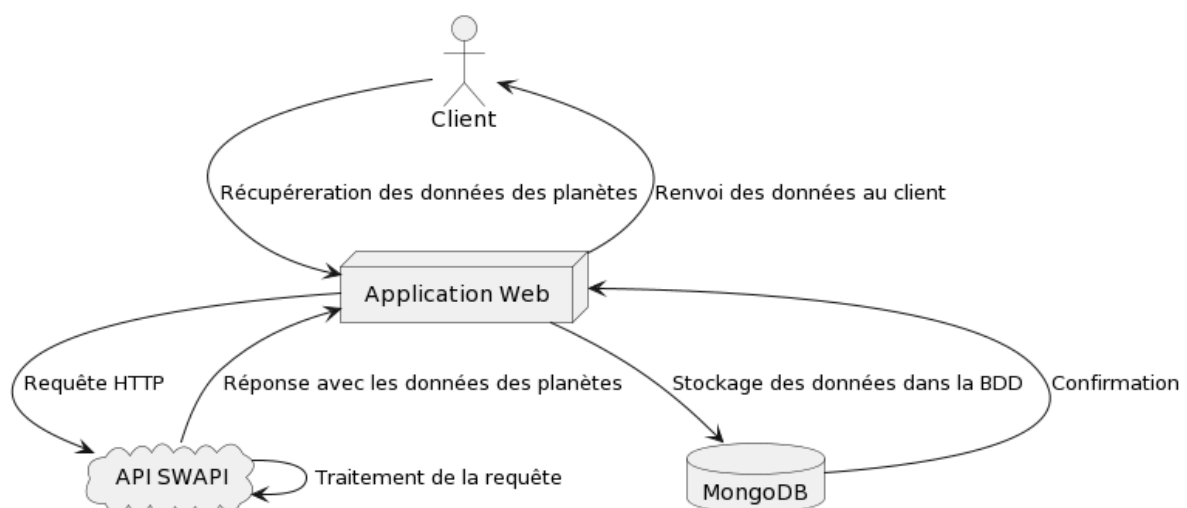 Client
Récupéreration des données des planètes
Renvoi des données au client
Application Web
Requête HTTP
Réponse avec les données des planètes
Stockage des données dans la BDD
Confirmation
API SWAPI
Traitement de la requête
MongoDB